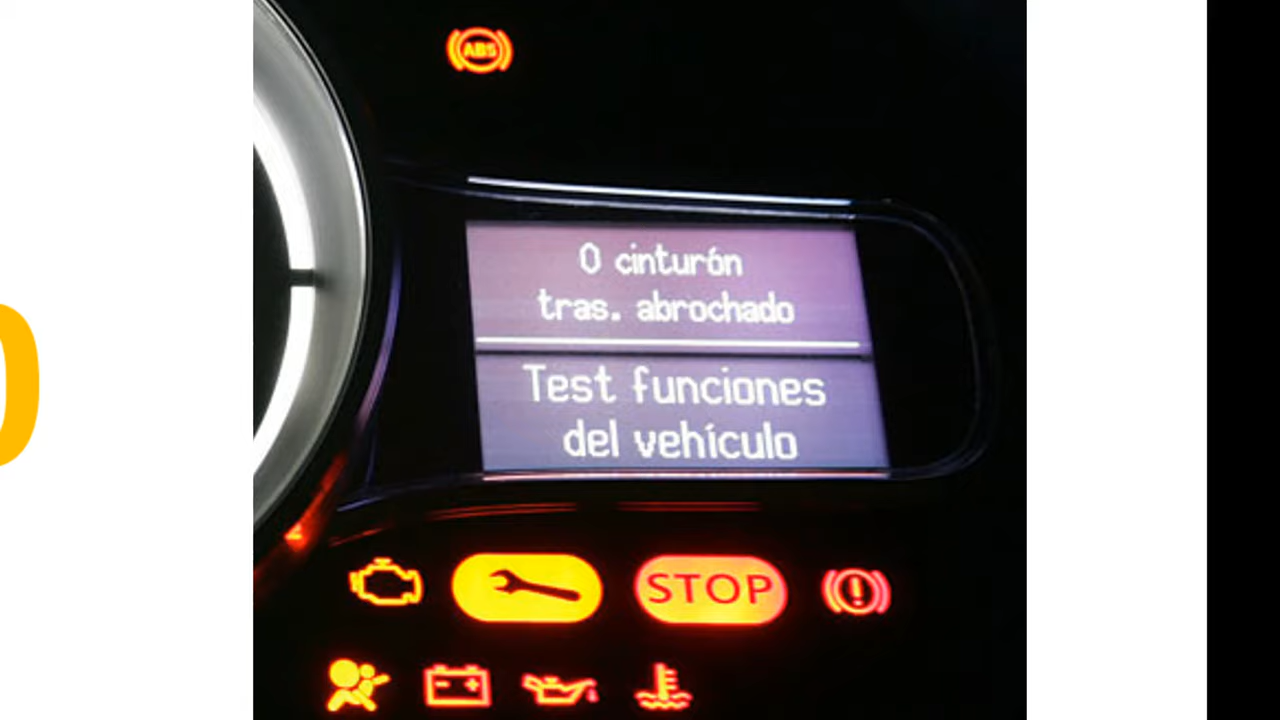 ABS
0 cinturón
tras. abrochado
Test funciones
del vehículo
STOP